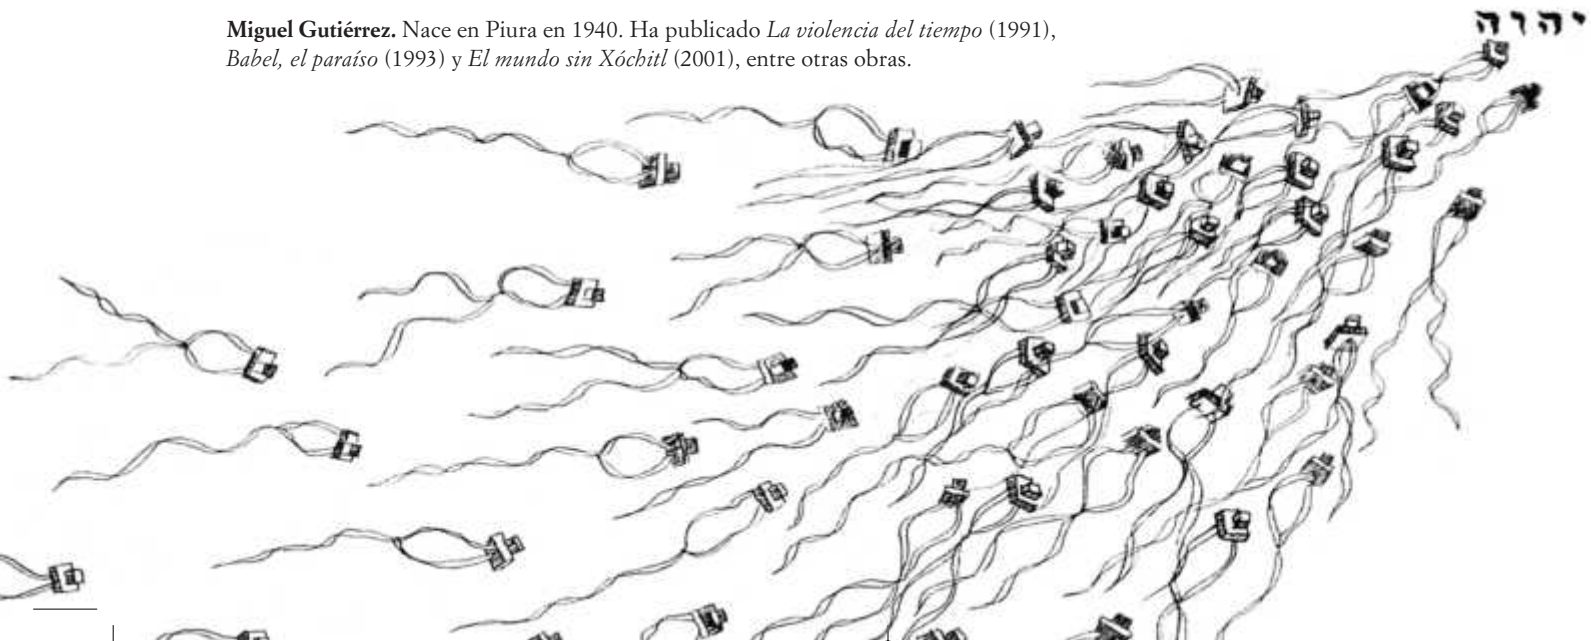 Miguel Gutiérrez. Nace en Piura en 1940. Ha publicado La violencia del tiempo (1991),
Babel, el paraíso (1993) y El mundo sin Xóchitl (2001), entre otras obras.
יהוה